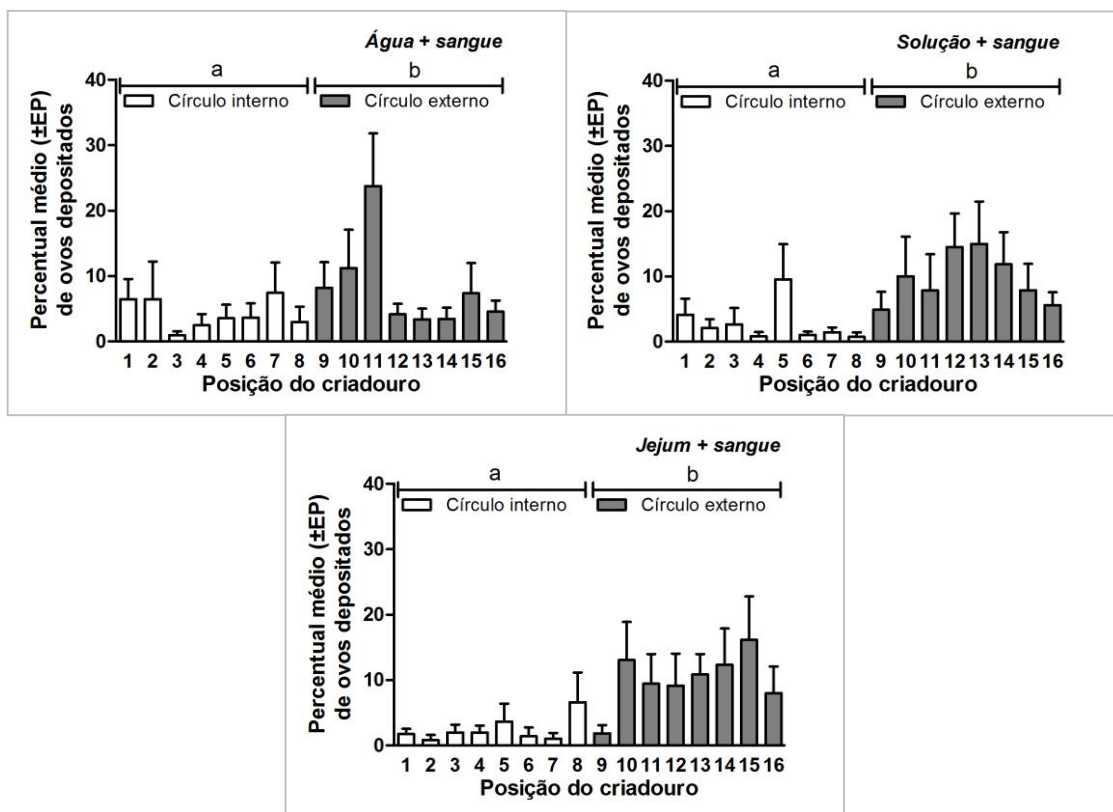 Água + sangue
a b
40
Círculo interno Círculo externo
30
20
10
0
Percentual médio (±EP)
de ovos depositados
1 2 3 4 5 6 7 8 9 10 11 12 13 14 15 16
Posição do criadouro
Solução + sangue
a b
40
Círculo interno Círculo externo
30
20
10
0
Percentual médio (±EP)
de ovos depositados
1 2 3 4 5 6 7 8 9 10 11 12 13 14 15 16
Posição do criadouro
Jejum + sangue
a b
40
Círculo interno Círculo externo
30
20
10
0
Percentual médio (±EP)
de ovos depositados
1 2 3 4 5 6 7 8 9 10 11 12 13 14 15 16
Posição do criadouro